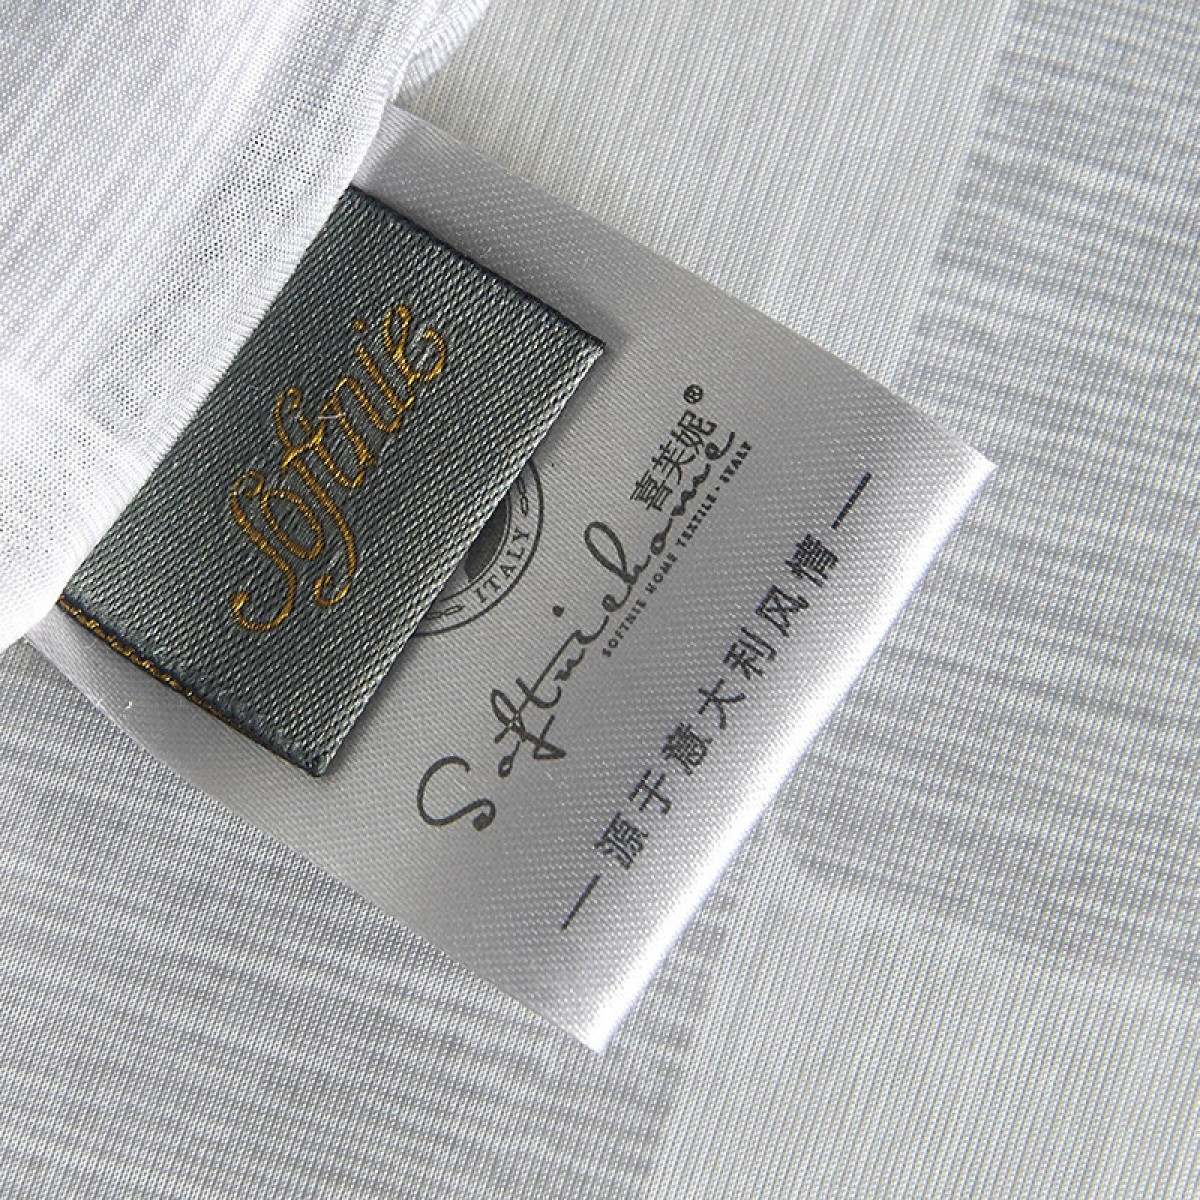 Softnie
ITALY
喜芙妮®
Softniehome
SOFTNIE HOME TEXTILE·ITALY
—源于意大利风情—